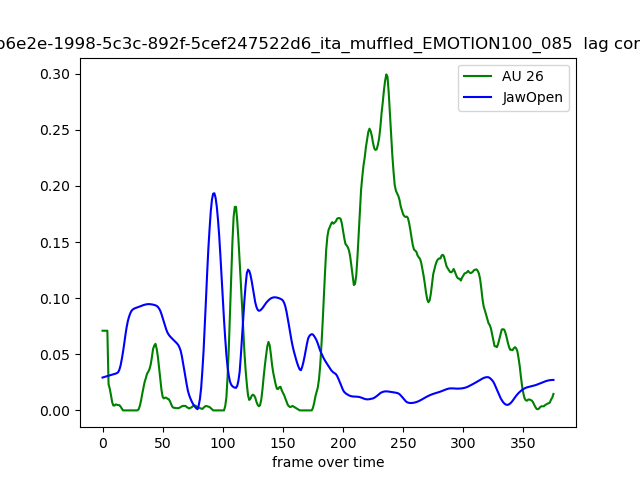 b6e2e-1998-5c3c-892f-5cef247522d6_ita_muffled_EMOTION100_085 lag cor
AU 26
JawOpen
0.30
0.25
0.20
0.15
0.10
0.05
0.00
0 50 100 150 200 250 300 350
frame over time